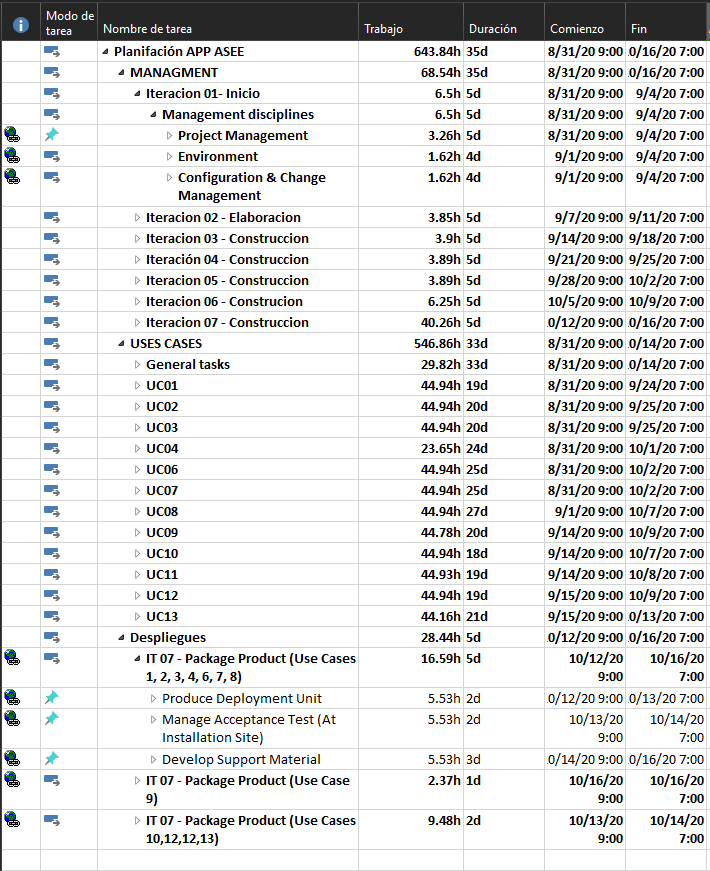 Modo de tarea Nombre de tarea Trabajo Duración Comienzo Fin
Planifación APP ASEE 643.84h 35d 8/31/20 9:00 0/16/20 7:00
MANAGMENT 68.54h 35d 8/31/20 9:00 0/16/20 7:00
Iteracion 01- Inicio 6.5h 5d 8/31/20 9:00 9/4/20 7:00
Management disciplines 6.5h 5d 8/31/20 9:00 9/4/20 7:00
Project Management 3.26h 5d 8/31/20 9:00 9/4/20 7:00
Environment 1.62h 4d 9/1/20 9:00 9/4/20 7:00
Configuration & Change 1.62h 4d 9/1/20 9:00 9/4/20 7:00
Management
Iteracion 02 - Elaboracion 3.85h 5d 9/7/20 9:00 9/11/20 7:00
Iteracion 03 - Construccion 3.9h 5d 9/14/20 9:00 9/18/20 7:00
Iteración 04 - Construccion 3.89h 5d 9/21/20 9:00 9/25/20 7:00
Iteracion 05 - Construccion 3.89h 5d 9/28/20 9:00 10/2/20 7:00
Iteracion 06 - Construcion 6.25h 5d 10/5/20 9:00 10/9/20 7:00
Iteracion 07 - Construccion 40.26h 5d 0/12/20 9:00 0/16/20 7:00
USES CASES 546.86h 33d 8/31/20 9:00 0/14/20 7:00
General tasks 29.82h 33d 8/31/20 9:00 0/14/20 7:00
UC01 44.94h 19d 8/31/20 9:00 9/24/20 7:00
UC02 44.94h 20d 8/31/20 9:00 9/25/20 7:00
UC03 44.94h 20d 8/31/20 9:00 9/25/20 7:00
UC04 23.65h 24d 8/31/20 9:00 10/1/20 7:00
UC06 44.94h 25d 8/31/20 9:00 10/2/20 7:00
UC07 44.94h 25d 8/31/20 9:00 10/2/20 7:00
UC08 44.94h 27d 9/1/20 9:00 10/7/20 7:00
UC09 44.78h 20d 9/14/20 9:00 10/9/20 7:00
UC10 44.94h 18d 9/14/20 9:00 10/7/20 7:00
UC11 44.93h 19d 9/14/20 9:00 10/8/20 7:00
UC12 44.94h 19d 9/15/20 9:00 10/9/20 7:00
UC13 44.16h 21d 9/15/20 9:00 0/13/20 7:00
Despliegues 28.44h 5d 0/12/20 9:00 0/16/20 7:00
IT 07 - Package Product (Use Cases 16.59h 5d 10/12/20 10/16/20
1, 2, 3, 4, 6, 7, 8) 9:00 7:00
Produce Deployment Unit 5.53h 2d 0/12/20 9:00 0/13/20 7:00
Manage Acceptance Test (At 5.53h 2d 10/13/20 10/14/20
Installation Site) 9:00 7:00
Develop Support Material 5.53h 3d 0/14/20 9:00 0/16/20 7:00
IT 07 - Package Product (Use Case 2.37h 1d 10/16/20 10/16/20
9) 9:00 7:00
IT 07 - Package Product (Use Cases 9.48h 2d 10/13/20 10/14/20
10,12,12,13) 9:00 7:00